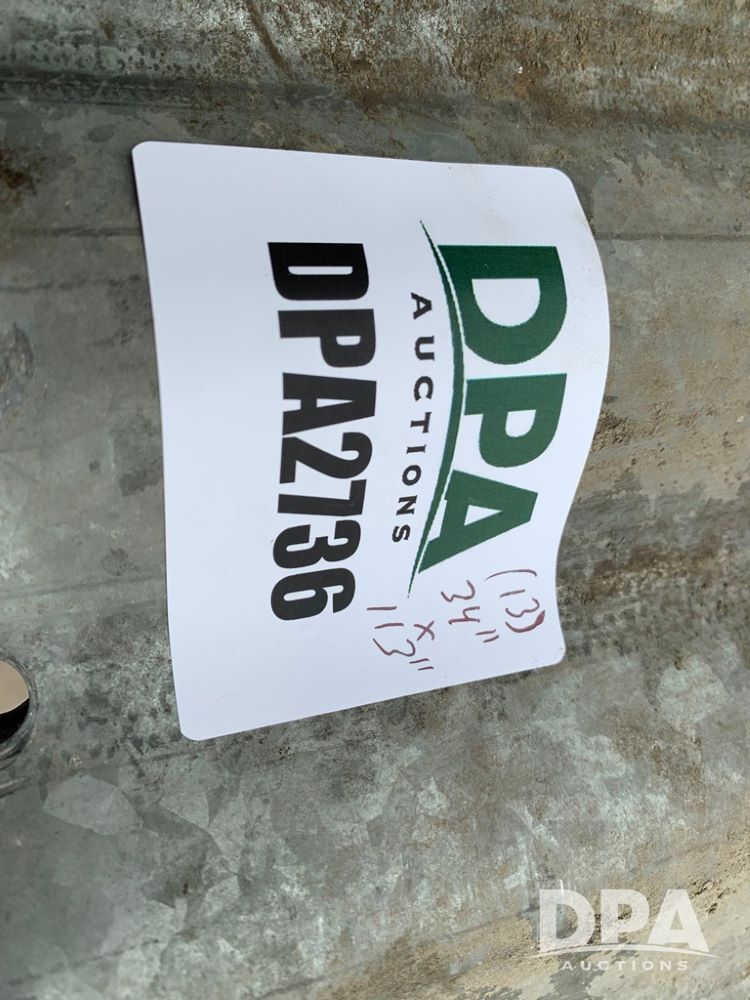 DPA
AUCTIONS
DPA2736
(13)
34"
x
113"
DPA
AUCTIONS